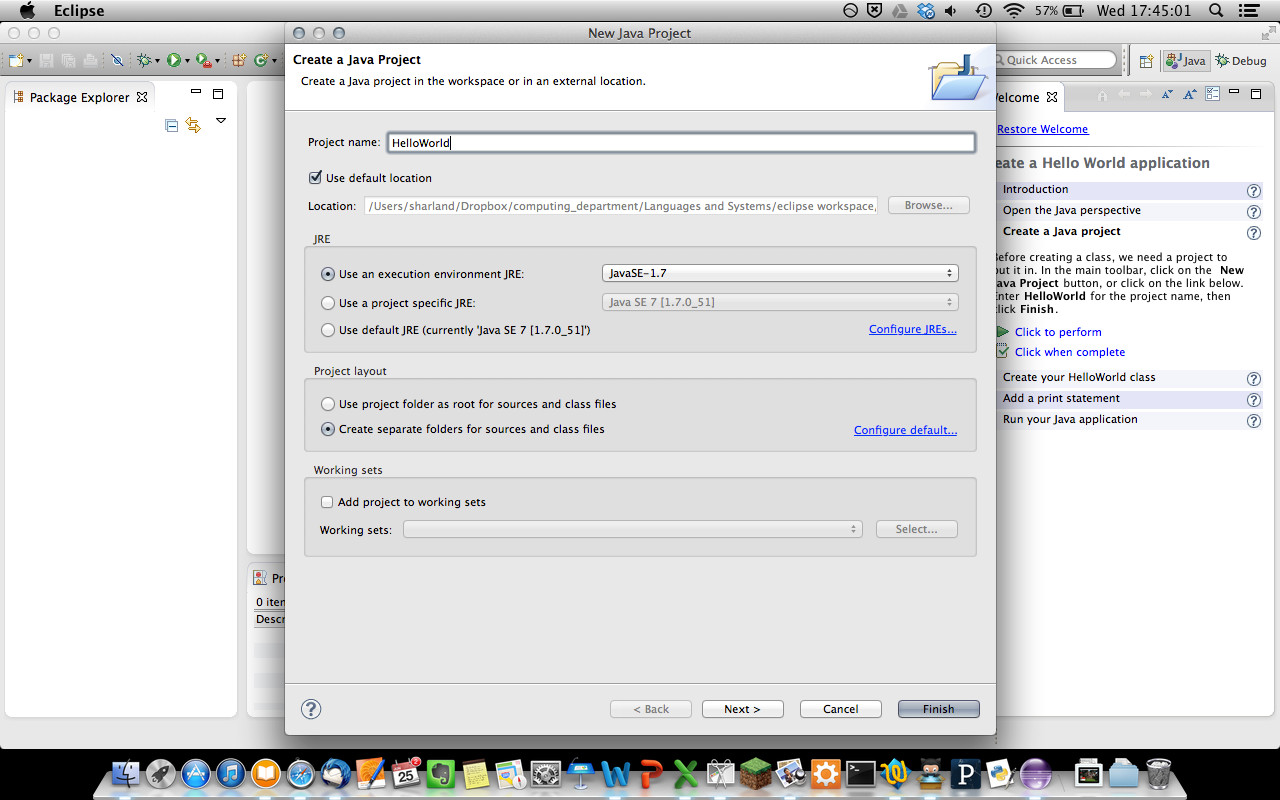 Eclipse
57%
Wed 17:45:01
New Java Project
Create a Java Project
Create a Java project in the workspace or in an external location.
Quick Access
Java
Debug
Package Explorer
Project name:
HelloWorld
Use default location
Location:
/Users/sharland/Dropbox/computing_department/Languages and Systems/eclipse workspace,
Browse...
JRE
Use an execution environment JRE:
JavaSE-1.7
Use a project specific JRE:
Java SE 7 [1.7.0_51]
Use default JRE (currently 'Java SE 7 [1.7.0_51]')
Configure JREs...
Project layout
Use project folder as root for sources and class files
Create separate folders for sources and class files
Configure default...
Working sets
Add project to working sets
Working sets:
Select...
< Back
Next >
Cancel
Finish
Pr
0 iten
Descr
elcome
Restore Welcome
eate a Hello World application
Introduction
Open the Java perspective
Create a Java project
efore creating a class, we need a project to
ut it in. In the main toolbar, click on the New
ava Project button, or click on the link below.
nter HelloWorld for the project name, then
lick Finish.
Click to perform
Click when complete
Create your HelloWorld class
Add a print statement
Run your Java application
25